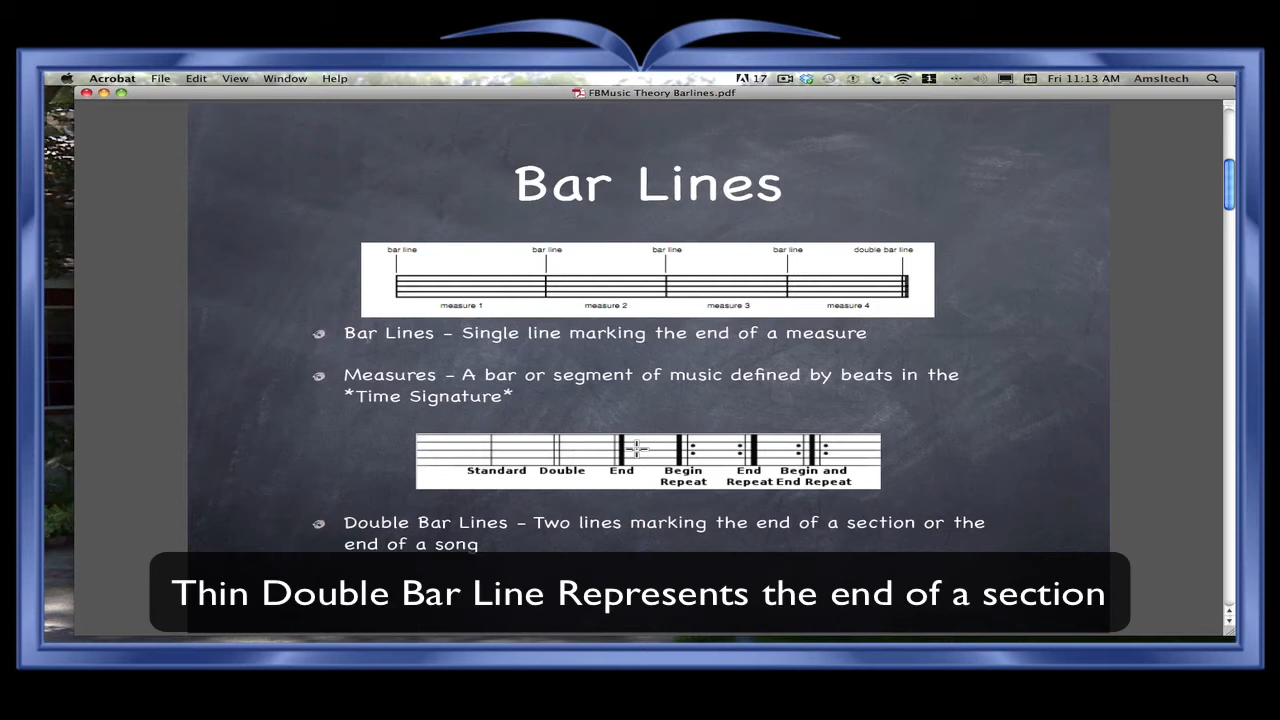 Acrobat File Edit View Window Help 17 Fri 11:13 AM Amsltech
FBMusic Theory Barlines.pdf
Bar Lines
bar line bar line bar line bar line double bar line
measure 1 measure 2 measure 3 measure 4
Bar Lines - Single line marking the end of a measure
Measures - A bar or segment of music defined by beats in the
*Time Signature*
Standard Double End Begin End Begin and
Repeat Repeat End Repeat
Double Bar Lines - Two lines marking the end of a section or the
end of a song
Thin Double Bar Line Represents the end of a section